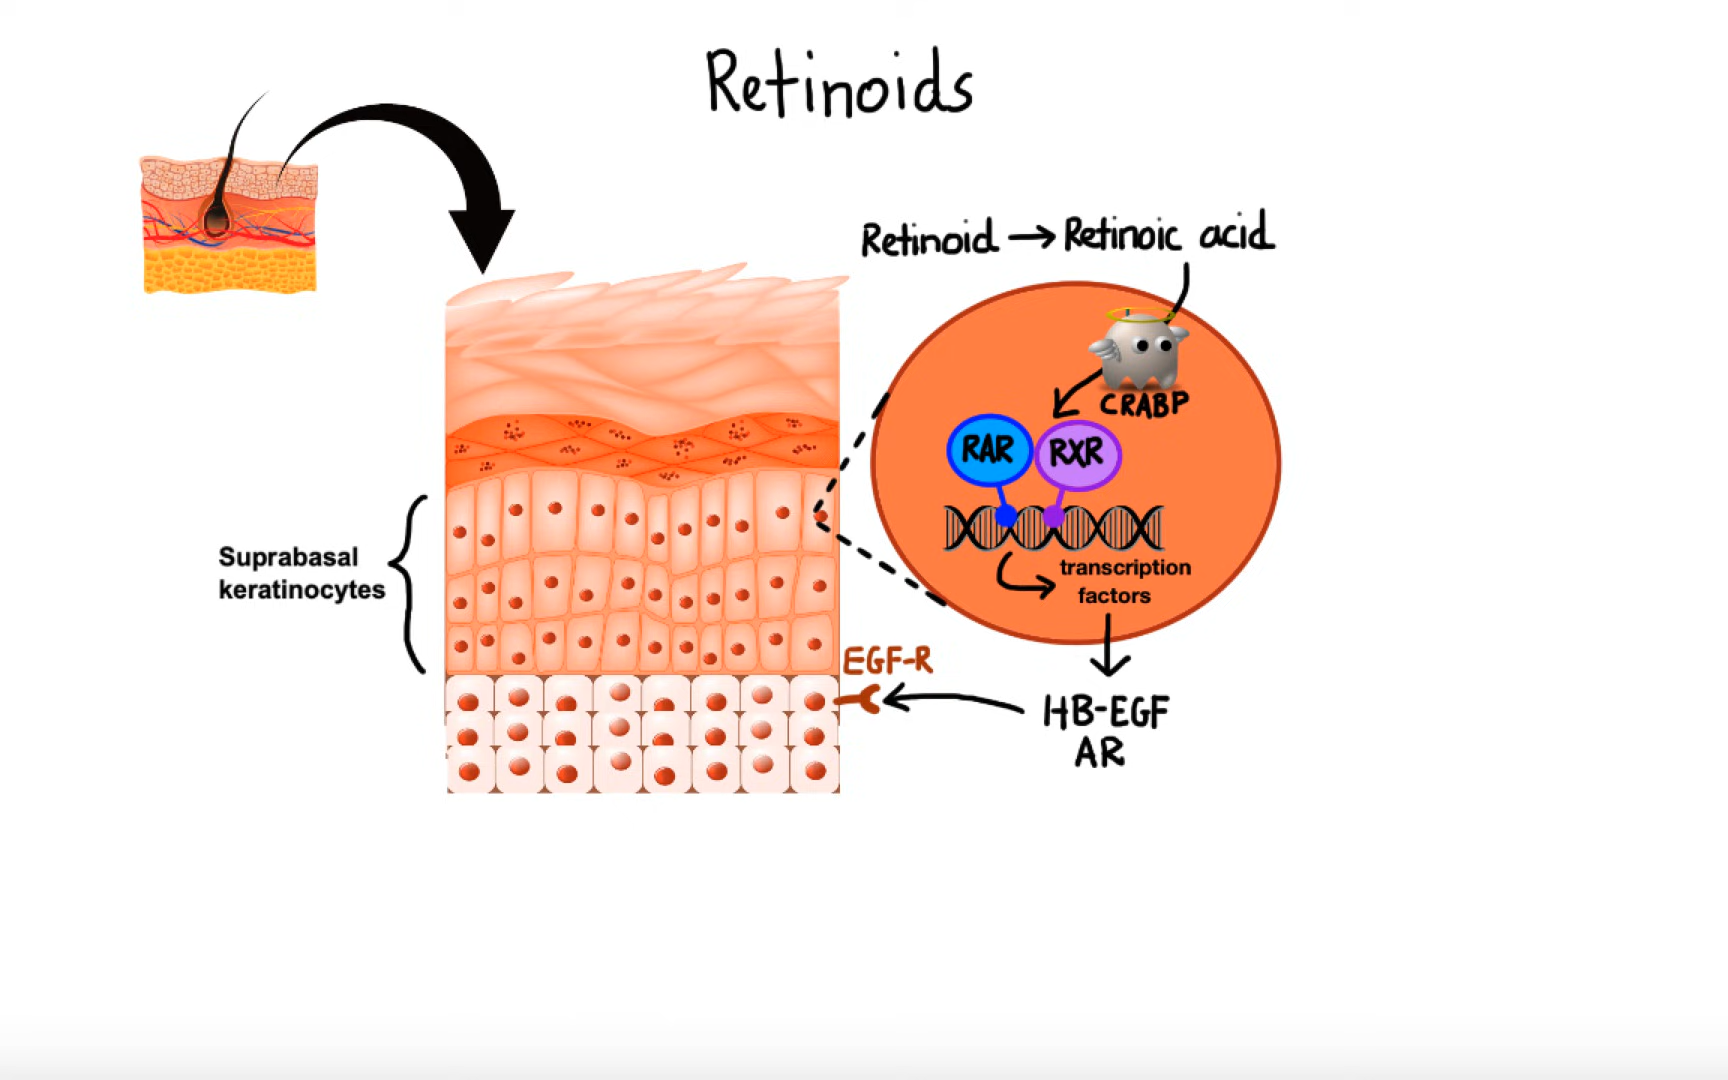 Retinoids
Retinoid → Retinoic acid
CRABP
RAR
RXR
Suprabasal
keratinocytes
transcription
factors
EGF-R
HB-EGF
AR